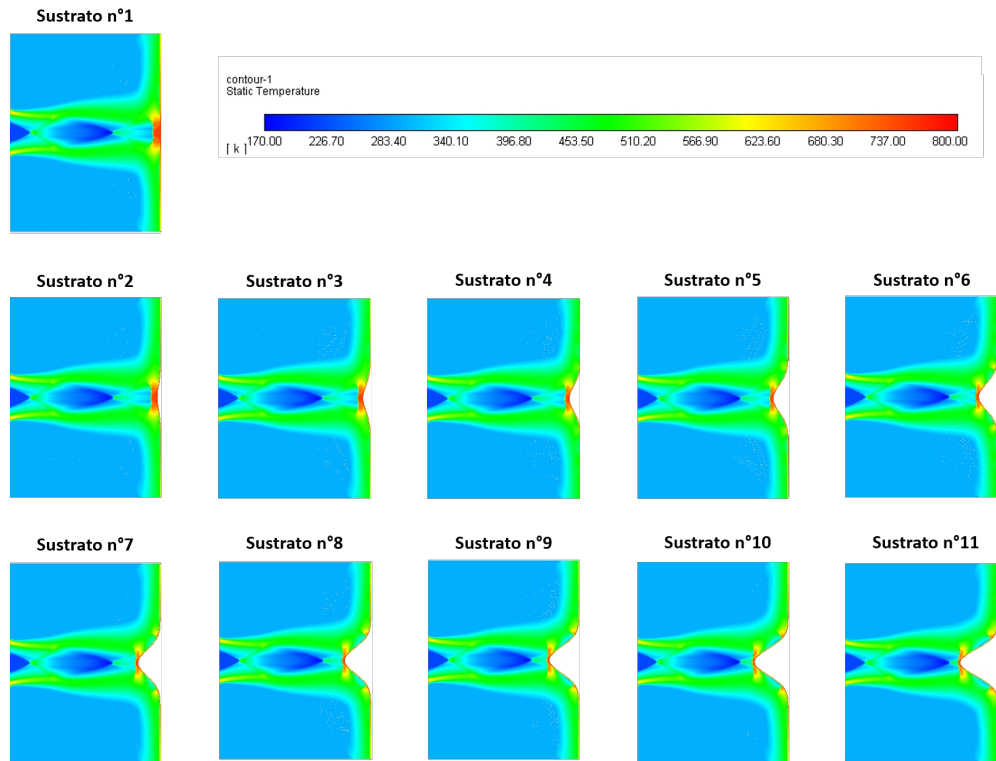 Sustrato n°1
contour-1
Static Temperature
[ k ]
170.00 226.70 283.40 340.10 396.80 453.50 510.20 566.90 623.60 680.30 737.00 800.00
Sustrato n°2 Sustrato n°3 Sustrato n°4 Sustrato n°5 Sustrato n°6
Sustrato n°7 Sustrato n°8 Sustrato n°9 Sustrato n°10 Sustrato n°11